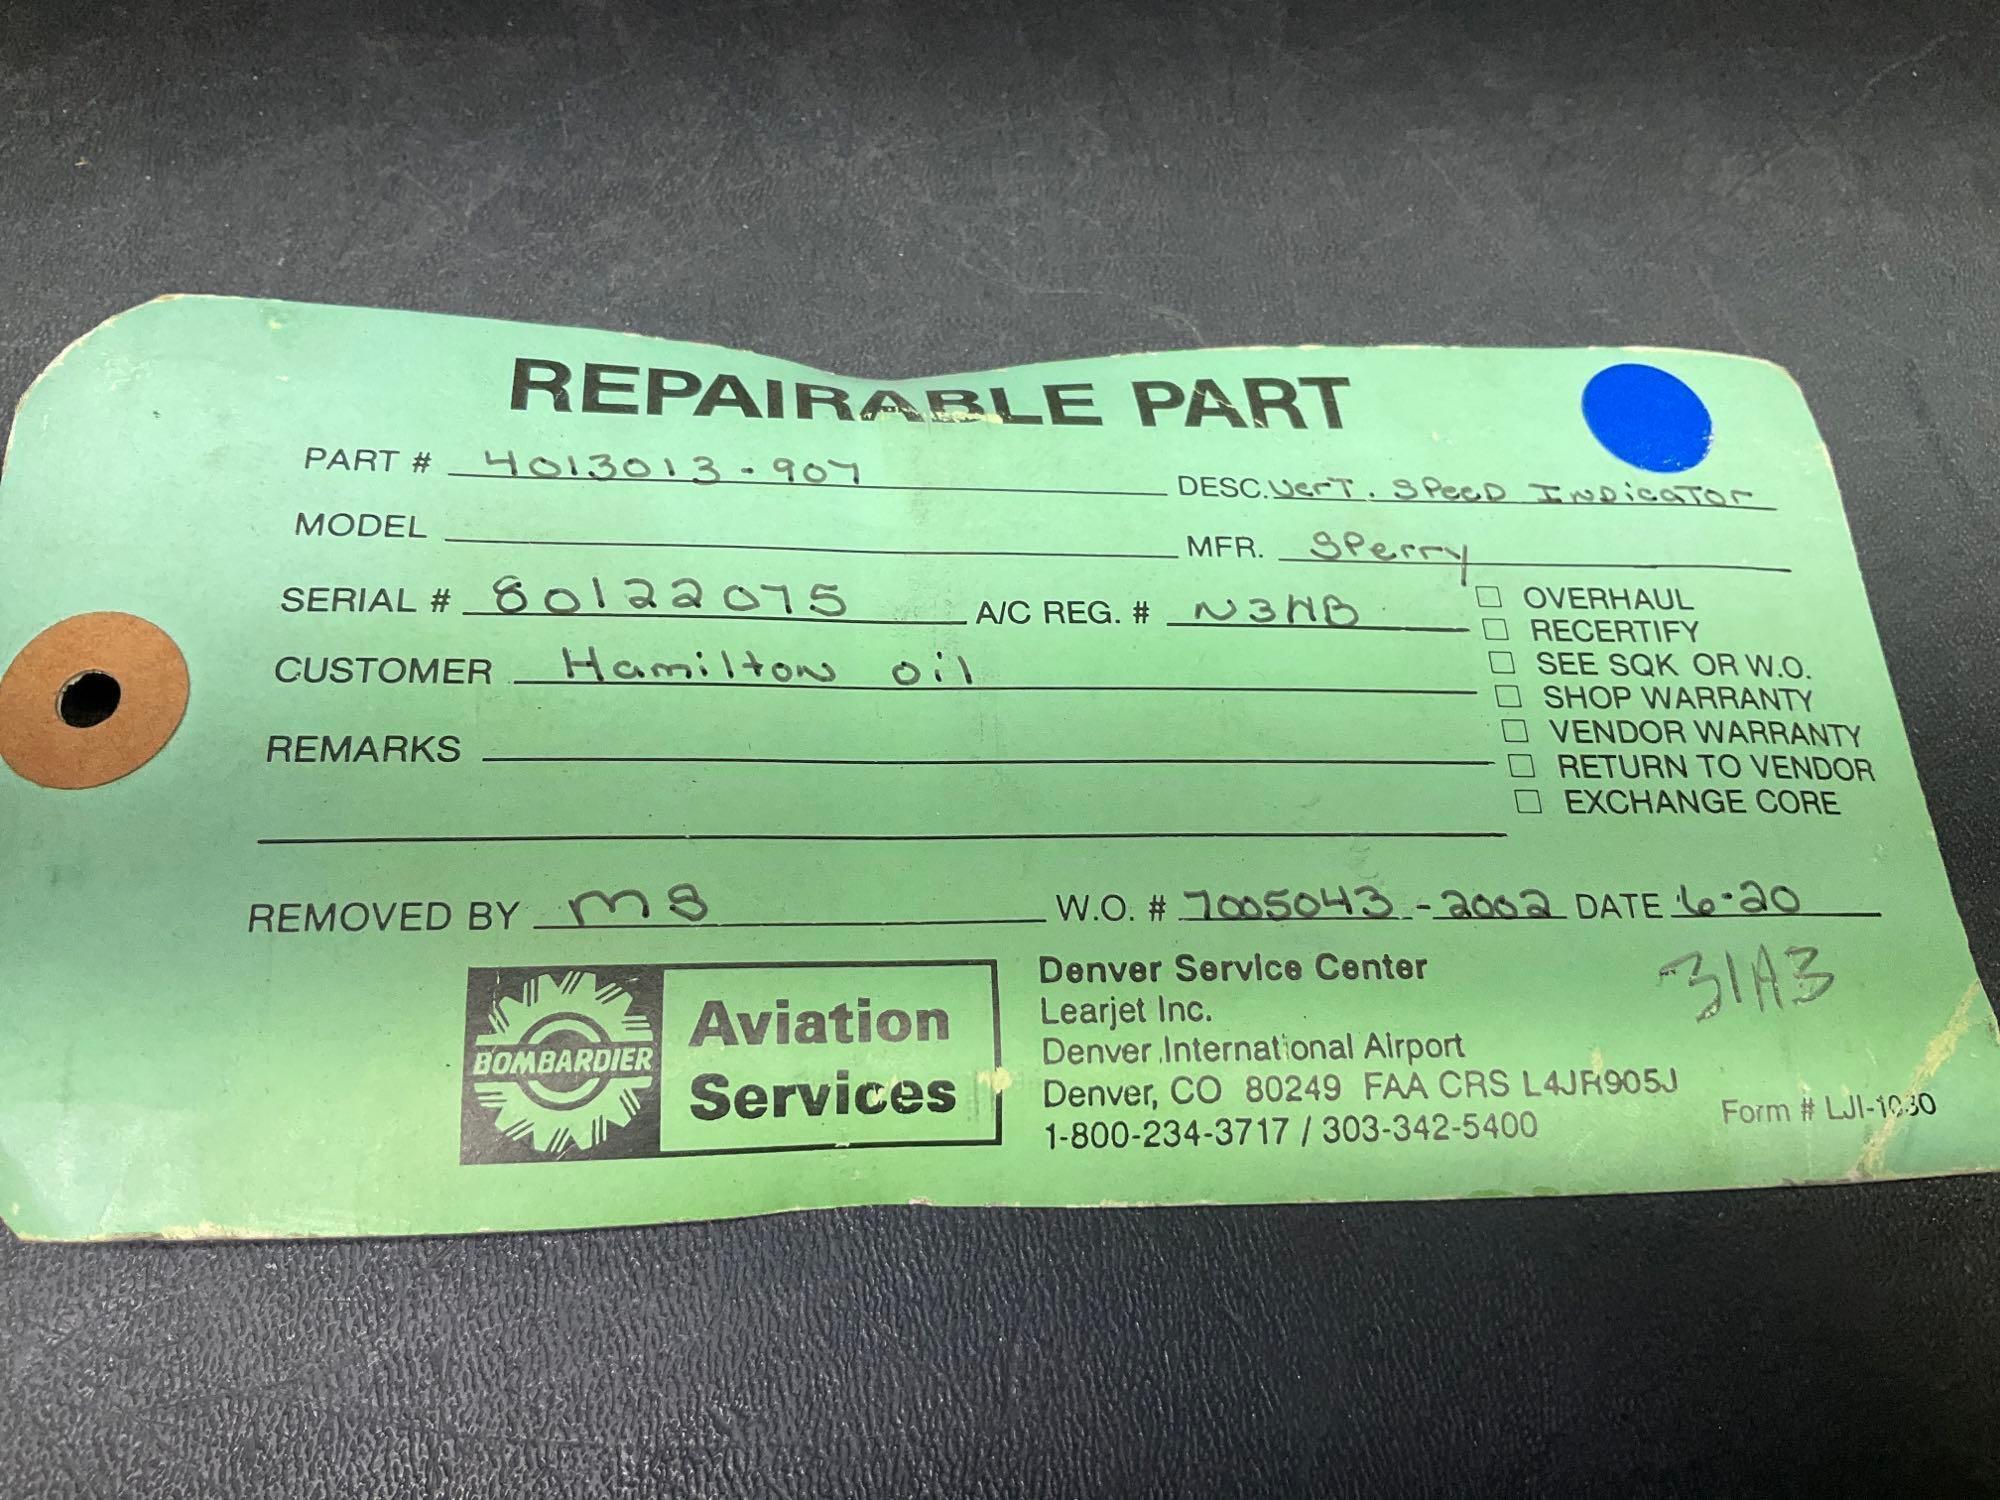 REPAIRABLE PART
PART # 4013013-907 DESC. Vert. Speed Indicator
MODEL MFR. Sperry
SERIAL # 80122075 A/C REG. # N3HB
CUSTOMER Hamilton Oil
REMARKS
☐ OVERHAUL
☐ RECERTIFY
☐ SEE SQK OR W.O.
☐ SHOP WARRANTY
☐ VENDOR WARRANTY
☐ RETURN TO VENDOR
☐ EXCHANGE CORE
REMOVED BY MS W.O. # 7005043-2002 DATE 6-20
BOMBARDIER
Aviation
Services
Denver Service Center
Learjet Inc.
Denver International Airport
Denver, CO 80249 FAA CRS L4JR905J
1-800-234-3717 / 303-342-5400
31A3
Form # LJI-1030